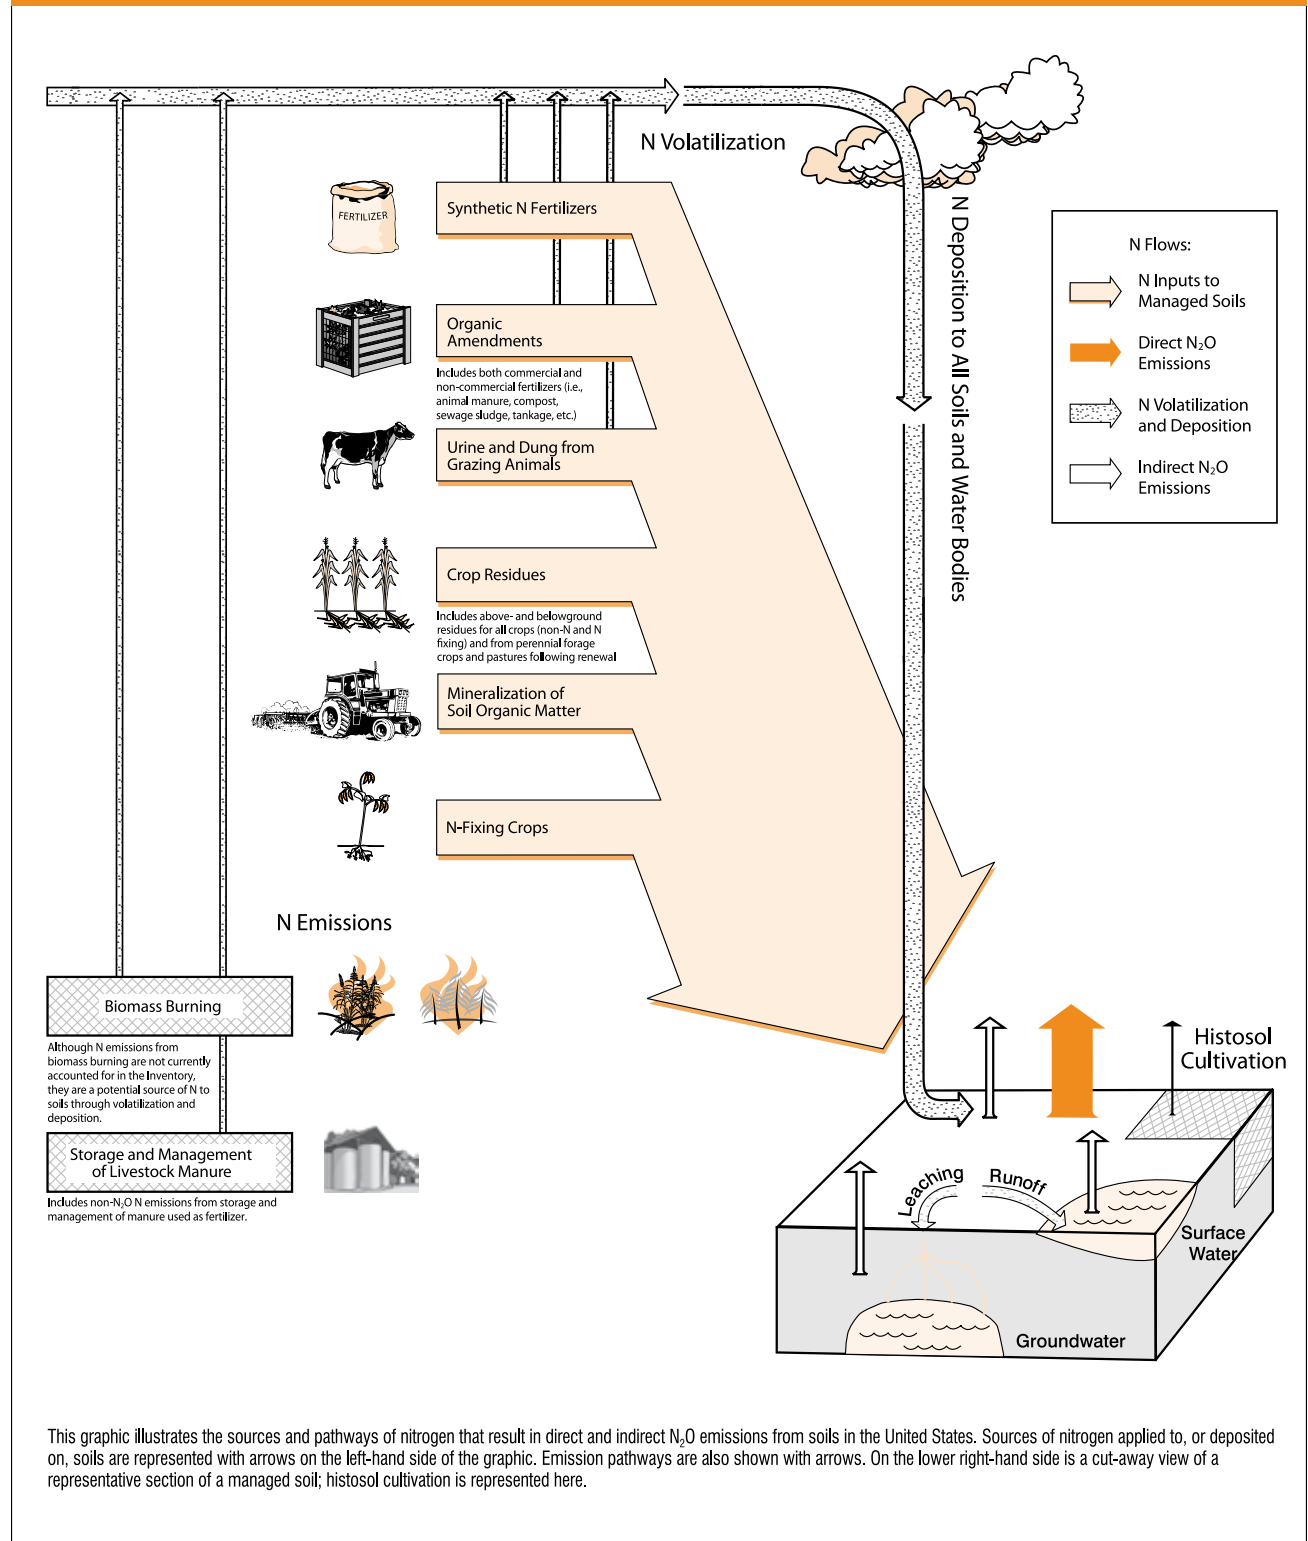 N Volatilization
N Deposition to All Soils and Water Bodies
FERTILIZER
Synthetic N Fertilizers
Organic
Amendments
Includes both commercial and
non-commercial fertilizers (i.e.,
animal manure, compost,
sewage sludge, tankage, etc.)
Urine and Dung from
Grazing Animals
Crop Residues
Includes above- and belowground
residues for all crops (non-N and N
fixing) and from perennial forage
crops and pastures following renewal
Mineralization of
Soil Organic Matter
N-Fixing Crops
N Flows:
N Inputs to
Managed Soils
Direct N₂O
Emissions
N Volatilization
and Deposition
Indirect N₂O
Emissions
N Emissions
Biomass Burning
Although N emissions from
biomass burning are not currently
accounted for in the Inventory,
they are a potential source of N to
soils through volatilization and
deposition.
Storage and Management
of Livestock Manure
Includes non-N₂O N emissions from storage and
management of manure used as fertilizer.
Histosol
Cultivation
Leaching
Runoff
Surface
Water
Groundwater
This graphic illustrates the sources and pathways of nitrogen that result in direct and indirect N₂O emissions from soils in the United States. Sources of nitrogen applied to, or deposited
on, soils are represented with arrows on the left-hand side of the graphic. Emission pathways are also shown with arrows. On the lower right-hand side is a cut-away view of a
representative section of a managed soil; histosol cultivation is represented here.